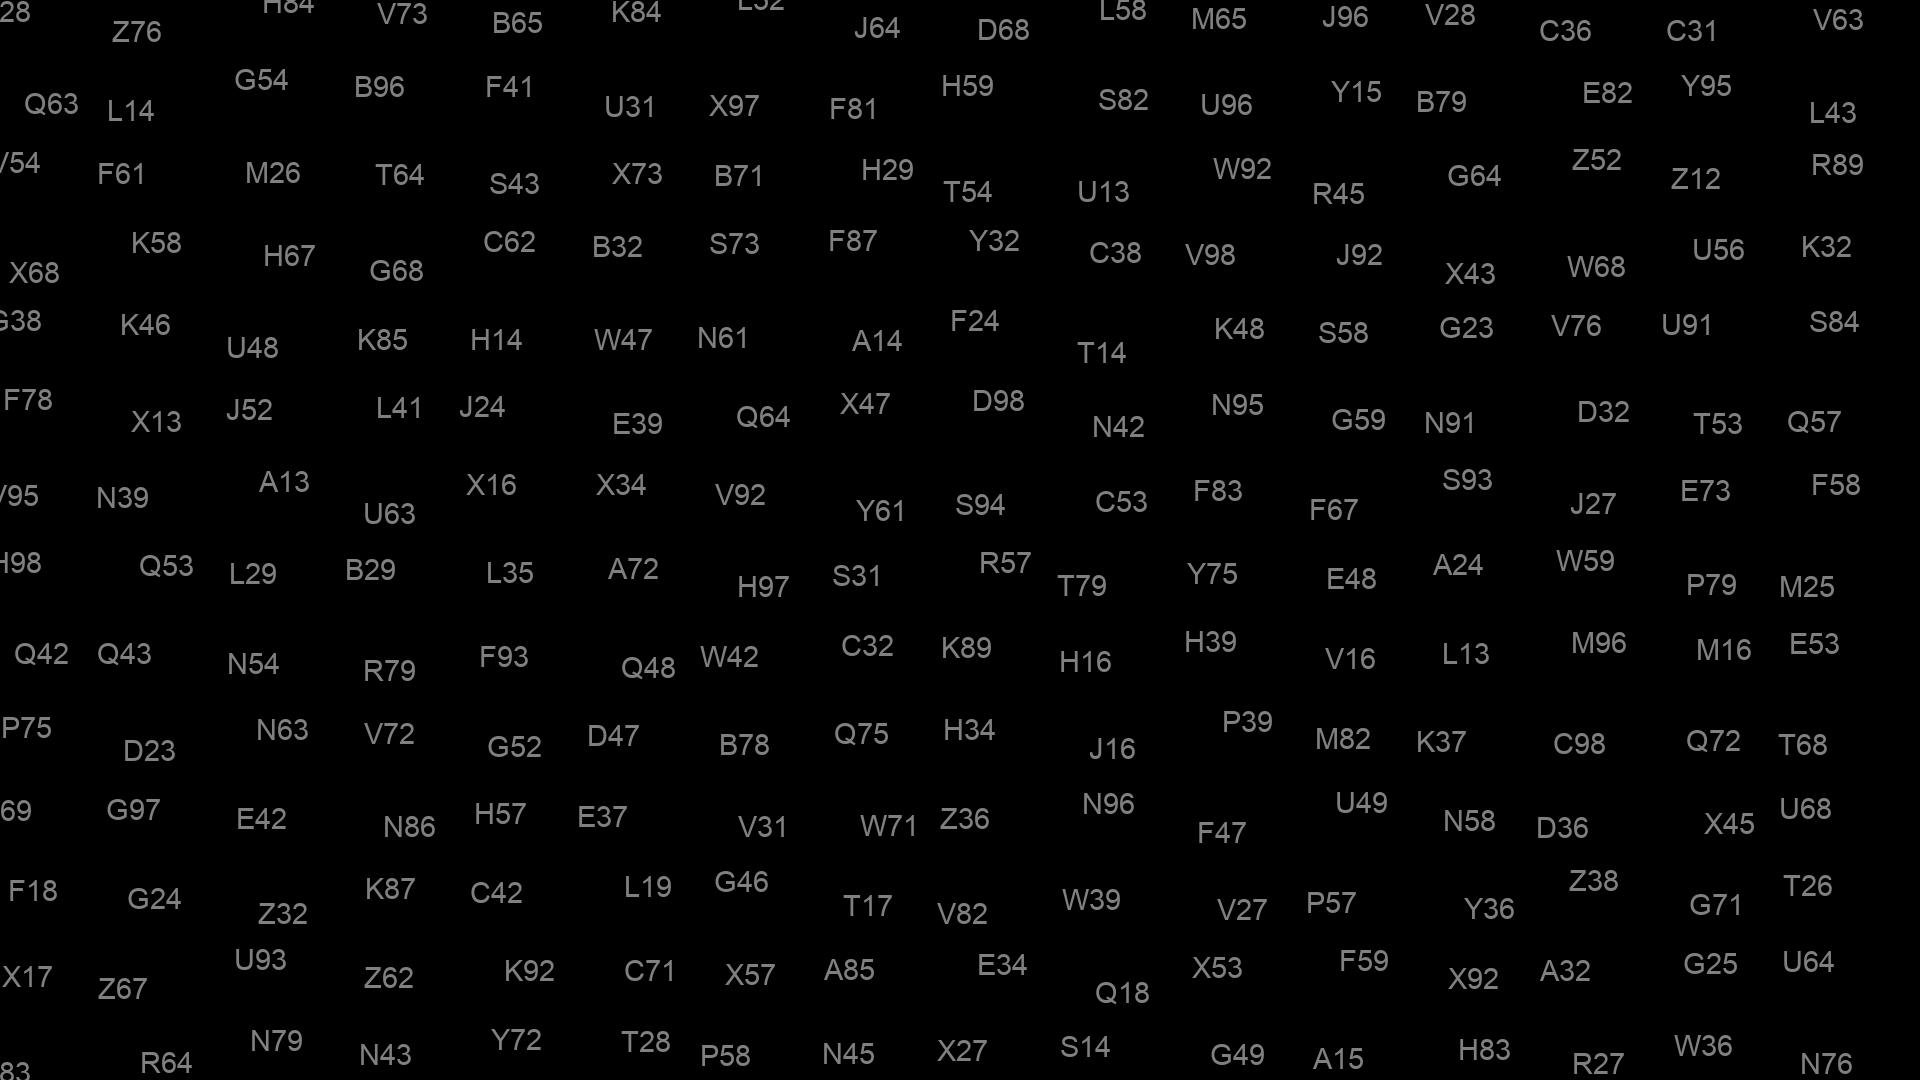 28 Z76 H84 V73 B65 K84 L52 J64 D68 L58 M65 J96 V28 C36 C31 V63
Q63 L14 G54 B96 F41 U31 X97 F81 H59 S82 U96 Y15 B79 E82 Y95 L43
V54 F61 M26 T64 S43 X73 B71 H29 T54 U13 W92 R45 G64 Z52 Z12 R89
X68 K58 H67 G68 C62 B32 S73 F87 Y32 C38 V98 J92 X43 W68 U56 K32
G38 K46 U48 K85 H14 W47 N61 A14 F24 T14 K48 S58 G23 V76 U91 S84
F78 X13 J52 L41 J24 E39 Q64 X47 D98 N42 N95 G59 N91 D32 T53 Q57
V95 N39 A13 U63 X16 X34 V92 Y61 S94 C53 F83 F67 S93 J27 E73 F58
H98 Q53 L29 B29 L35 A72 H97 S31 R57 T79 Y75 E48 A24 W59 P79 M25
Q42 Q43 N54 R79 F93 Q48 W42 C32 K89 H16 H39 V16 L13 M96 M16 E53
P75 D23 N63 V72 G52 D47 B78 Q75 H34 J16 P39 M82 K37 C98 Q72 T68
69 G97 E42 N86 H57 E37 V31 W71 Z36 N96 F47 U49 N58 D36 X45 U68
F18 G24 Z32 K87 C42 L19 G46 T17 V82 W39 V27 P57 Y36 Z38 G71 T26
X17 Z67 U93 Z62 K92 C71 X57 A85 E34 Q18 X53 F59 X92 A32 G25 U64
83 R64 N79 N43 Y72 T28 P58 N45 X27 S14 G49 A15 H83 R27 W36 N76